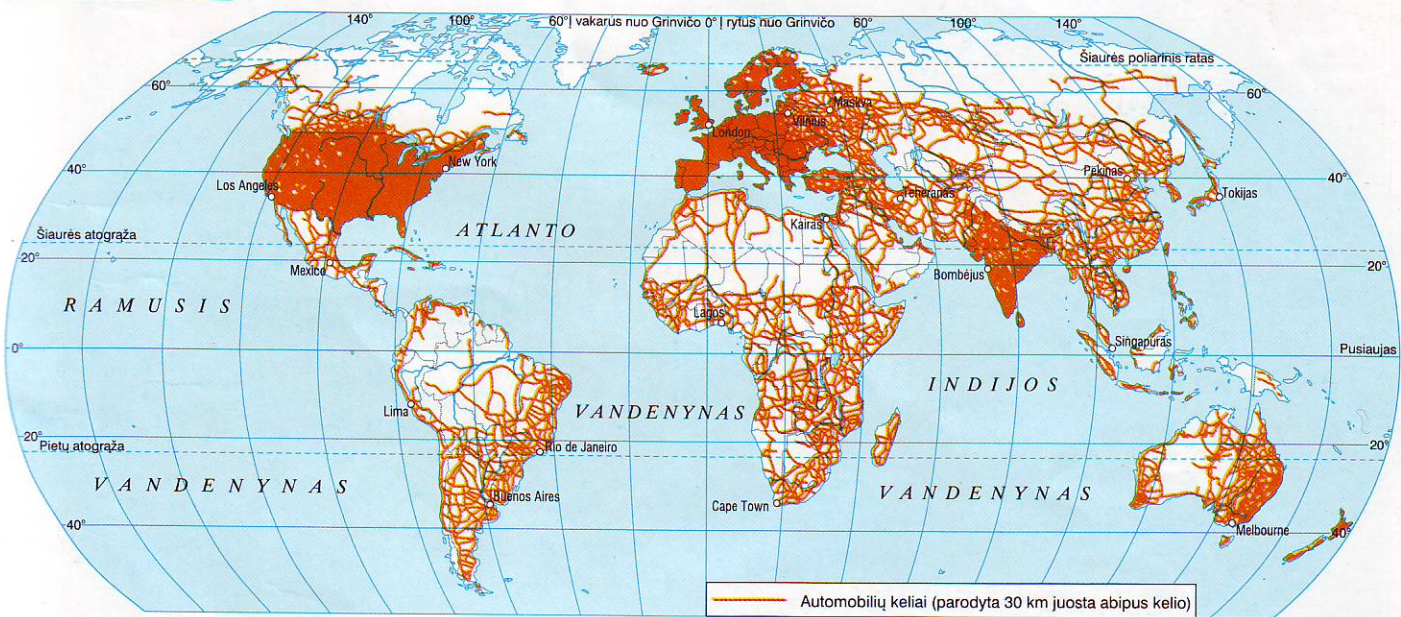 140° 100° 60° Į vakarus nuo Grinvičo 0° Į rytus nuo Grinvičo 60° 100° 140°
Šiaurės poliarinis ratas
60° 60°
Maskva
Vilnius
London
New York
40° 40°
Pekinas
Los Angeles
Teheranas
Tokijas
ATLANTO
Kairas
Šiaurės atogrąža
Mexico
20° 20°
Bombėjus
RAMUSIS
Lagos
Singapūras
0° Pusiaujas
INDIJOS
Lima
VANDENYNAS
20° 20°
Pietų atogrąža
Rio de Janeiro
VANDENYNAS
Buenos Aires
VANDENYNAS
Cape Town
40° 40°
Melbourne
Automobilių keliai (parodyta 30 km juosta abipus kelio)